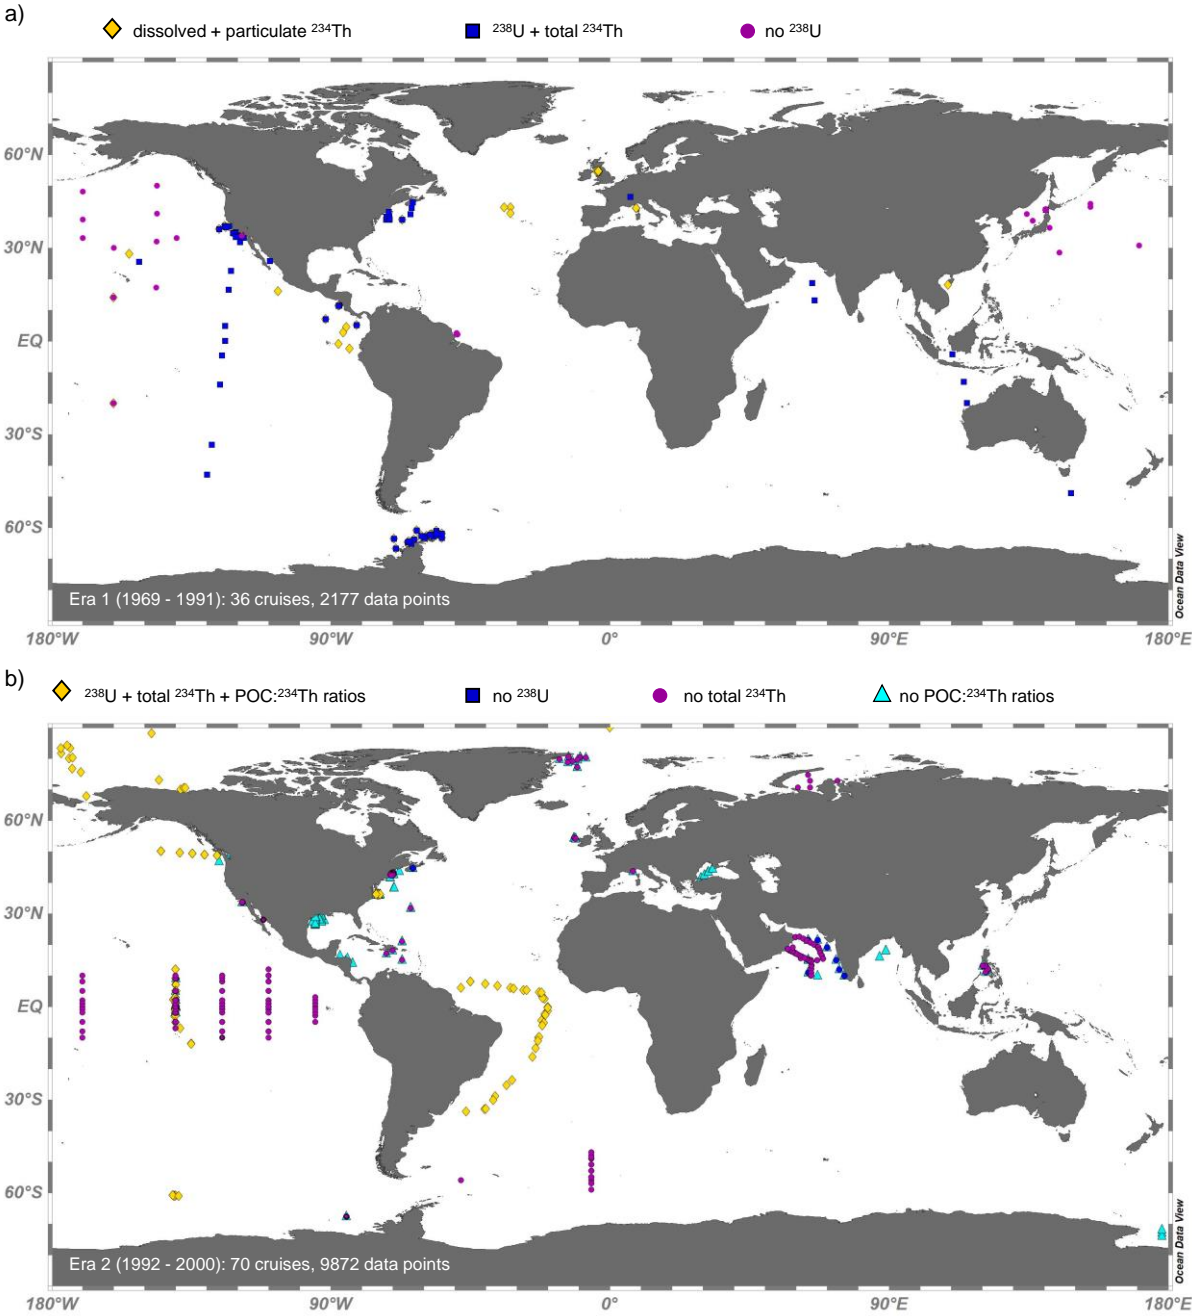 a)
dissolved + particulate ²³⁴Th
²³⁸U + total ²³⁴Th
no ²³⁸U
60°N
30°N
EQ
30°S
60°S
Era 1 (1969 - 1991): 36 cruises, 2177 data points
Ocean Data View
180°W 90°W 0° 90°E 180°E
b)
²³⁸U + total ²³⁴Th + POC:²³⁴Th ratios
no ²³⁸U
no total ²³⁴Th
no POC:²³⁴Th ratios
60°N
30°N
EQ
30°S
60°S
Era 2 (1992 - 2000): 70 cruises, 9872 data points
Ocean Data View
180°W 90°W 0° 90°E 180°E